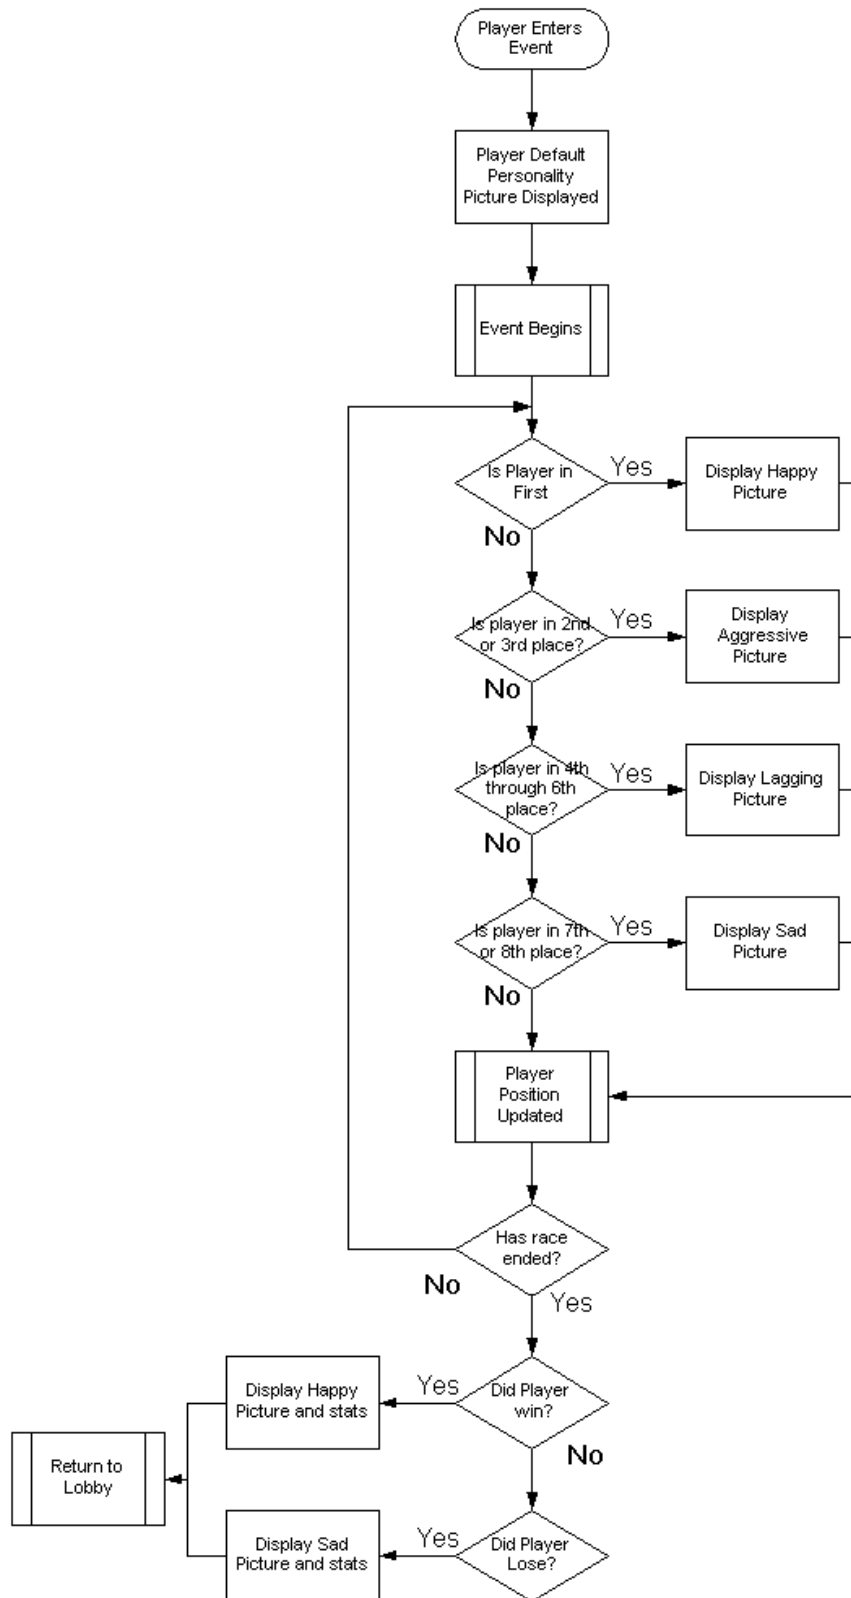 Player Enters
Event
Player Default
Personality
Picture Displayed
Event Begins
Is Player in
First
Yes
Display Happy
Picture
No
Is player in 2nd
or 3rd place?
Yes
Display
Aggressive
Picture
No
Is player in 4th
through 6th
place?
Yes
Display Lagging
Picture
No
Is player in 7th
or 8th place?
Yes
Display Sad
Picture
No
Player
Position
Updated
Has race
ended?
No
Yes
Did Player
win?
Yes
Display Happy
Picture and stats
No
Return to
Lobby
Did Player
Lose?
Yes
Display Sad
Picture and stats